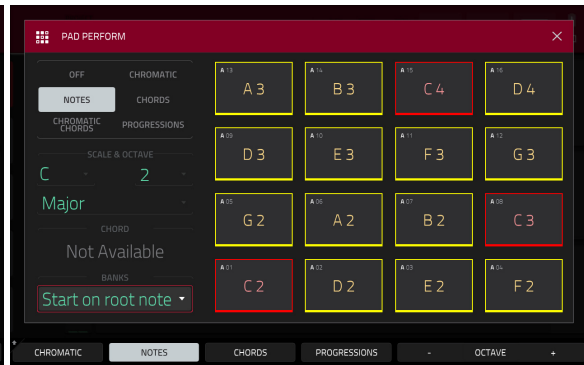 PAD PERFORM
OFF CHROMATIC
NOTES CHORDS
CHROMATIC CHORDS PROGRESSIONS
SCALE & OCTAVE
C 2
Major
CHORD
Not Available
BANKS
Start on root note
A 13 A 14 A 15 A 16
A 3 B 3 C 4 D 4
A 09 A 10 A 11 A 12
D 3 E 3 F 3 G 3
A 05 A 06 A 07 A 08
G 2 A 2 B 2 C 3
A 01 A 02 A 03 A 04
C 2 D 2 E 2 F 2
CHROMATIC NOTES CHORDS PROGRESSIONS - OCTAVE +